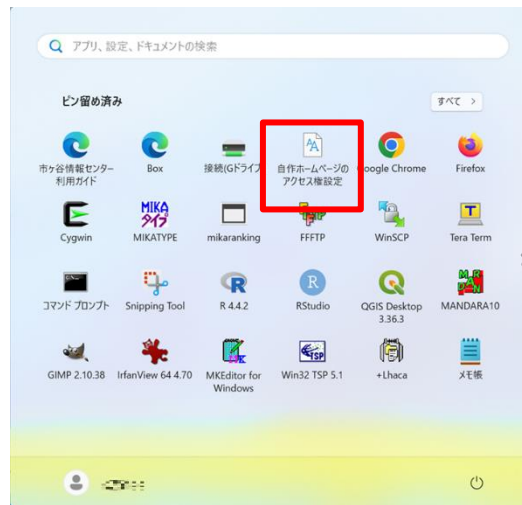 アプリ、設定、ドキュメントの検索
ピン留め済み
すべて >
市ヶ谷情報センター
利用ガイド
Box
接続(Gドライブ
自作ホームページの
アクセス権設定
Google Chrome
Firefox
Cygwin
MIKA
タイプ
MIKATYPE
mikaranking
FFFTP
WinSCP
T
Tera Term
コマンド プロンプト
Snipping Tool
R
R 4.4.2
R
RStudio
QGIS Desktop
3.36.3
MANDARA10
GIMP 2.10.38
IrfanView 64 4.70
MKEditor for
Windows
TSP
Win32 TSP 5.1
+Lhaca
メモ帳